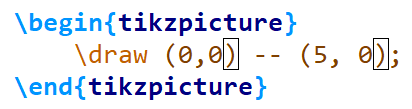 \begin{tikzpicture}
    \draw (0,0) -- (5, 0);
\end{tikzpicture}